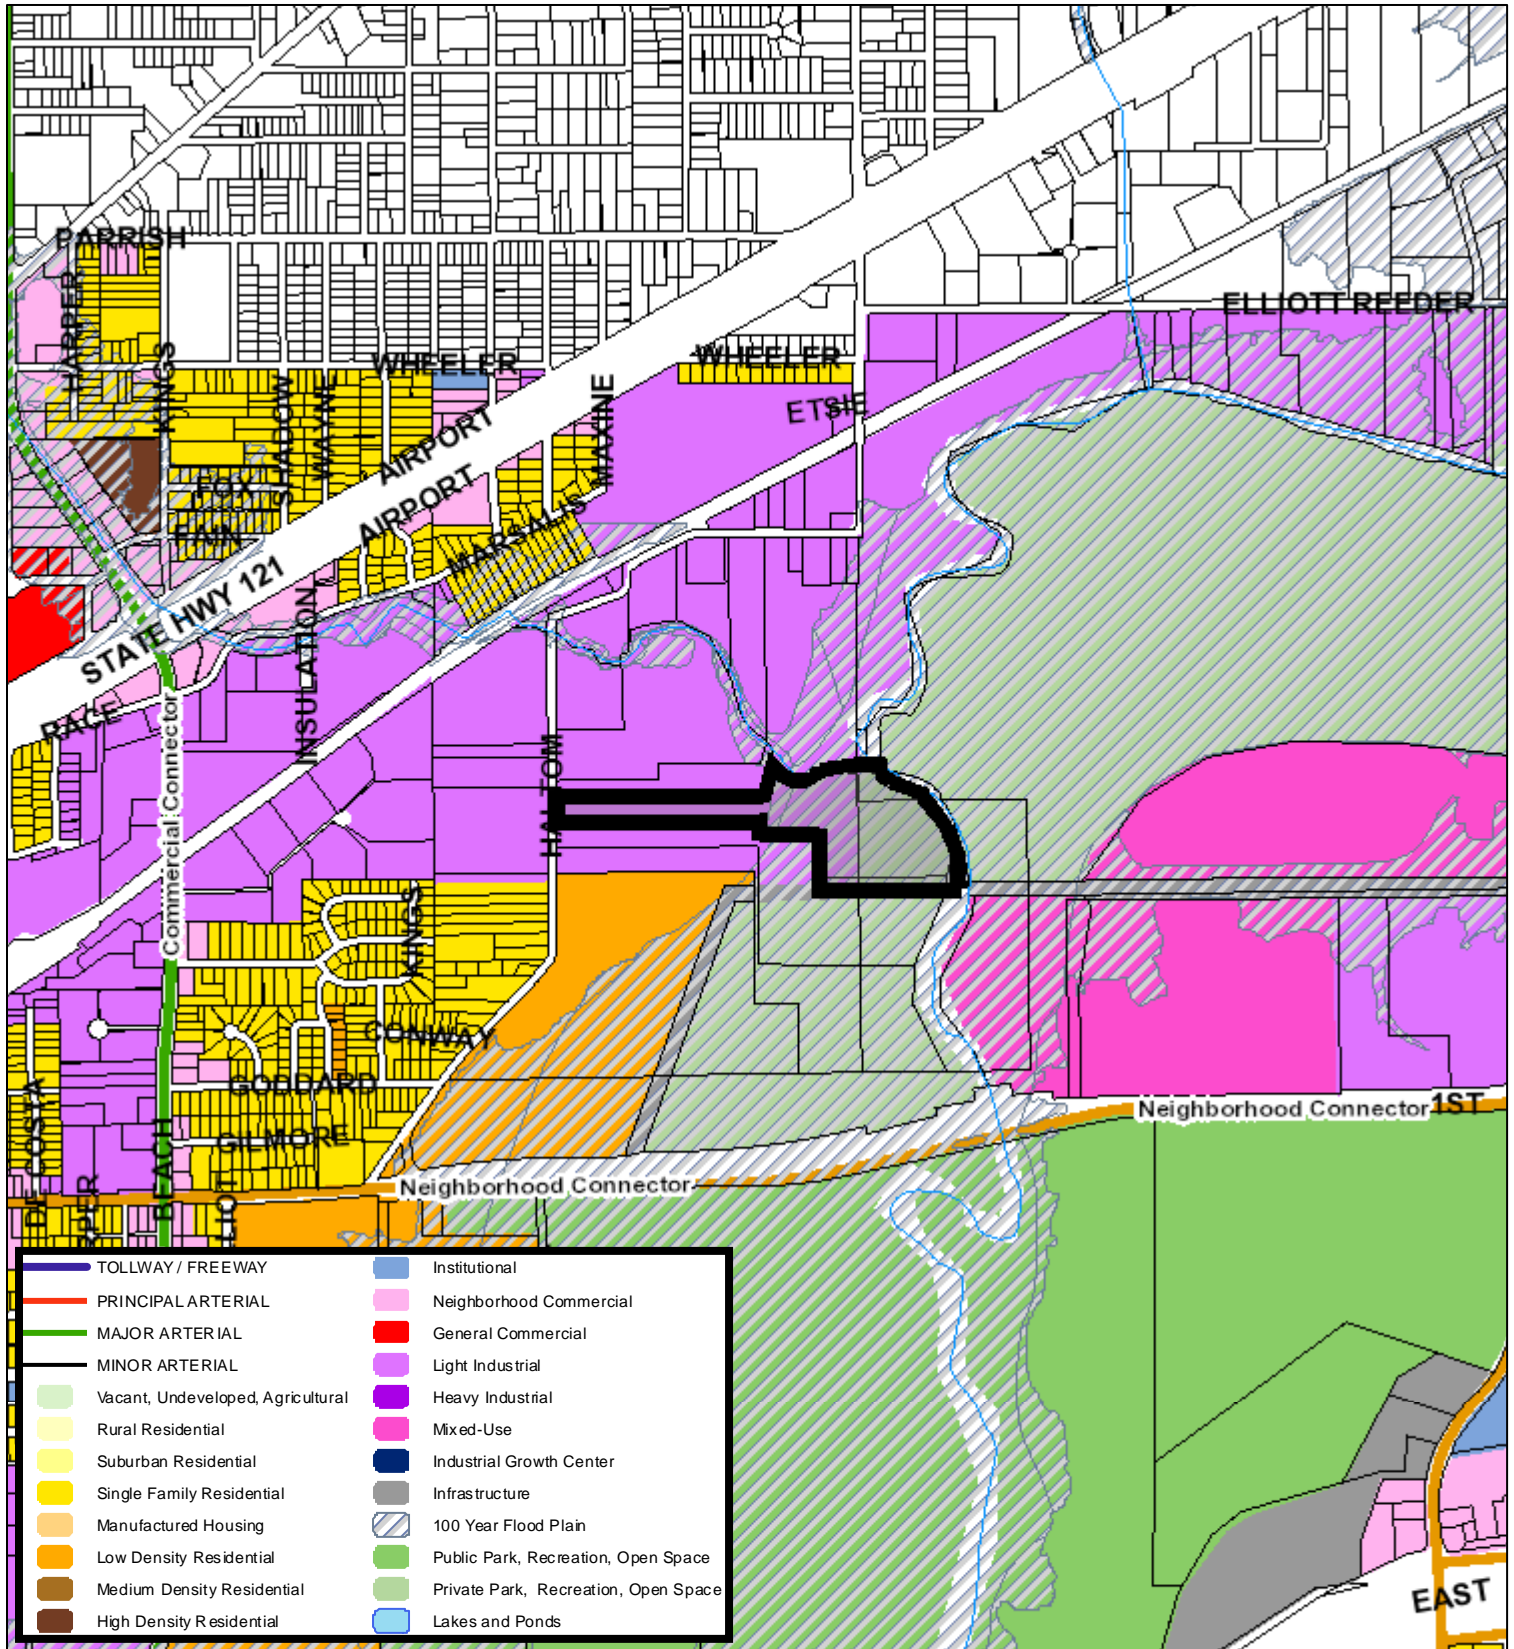 PARRISH
ELLIOTT REEDER
HARPER
KINGS
WHEELER
WHEELER
SHADOW
WAYNE
MAXINE
ETSIE
AIRPORT
AIRPORT
FOX
FAIN
MARSALIS
STATE HWY 121
INSULATION
RACE
Commercial Connector
HALTOM
KINGS
CONWAY
GODDARD
GILMORE
DE COSTA
BEACH
Neighborhood Connector
1ST
Neighborhood Connector
EAST
TOLLWAY / FREEWAY
PRINCIPAL ARTERIAL
MAJOR ARTERIAL
MINOR ARTERIAL
Vacant, Undeveloped, Agricultural
Rural Residential
Suburban Residential
Single Family Residential
Manufactured Housing
Low Density Residential
Medium Density Residential
High Density Residential
Institutional
Neighborhood Commercial
General Commercial
Light Industrial
Heavy Industrial
Mixed-Use
Industrial Growth Center
Infrastructure
100 Year Flood Plain
Public Park, Recreation, Open Space
Private Park, Recreation, Open Space
Lakes and Ponds